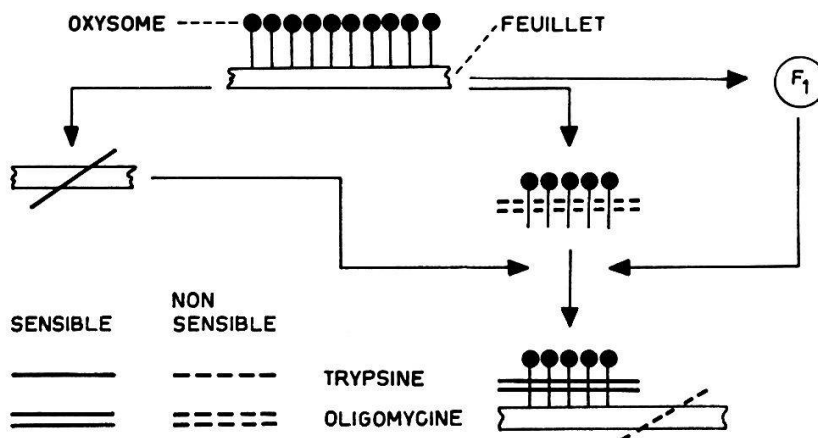 OXYSOME
FEUILLET
F1
SENSIBLE
NON
SENSIBLE
TRYPSINE
OLIGOMYCINE